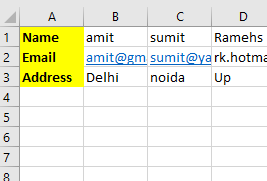 A B C D
1 Name amit sumit Ramehs
2 Email amit@gm sumit@ya rk.hotma
3 Address Delhi noida Up
4
5
6
7
8